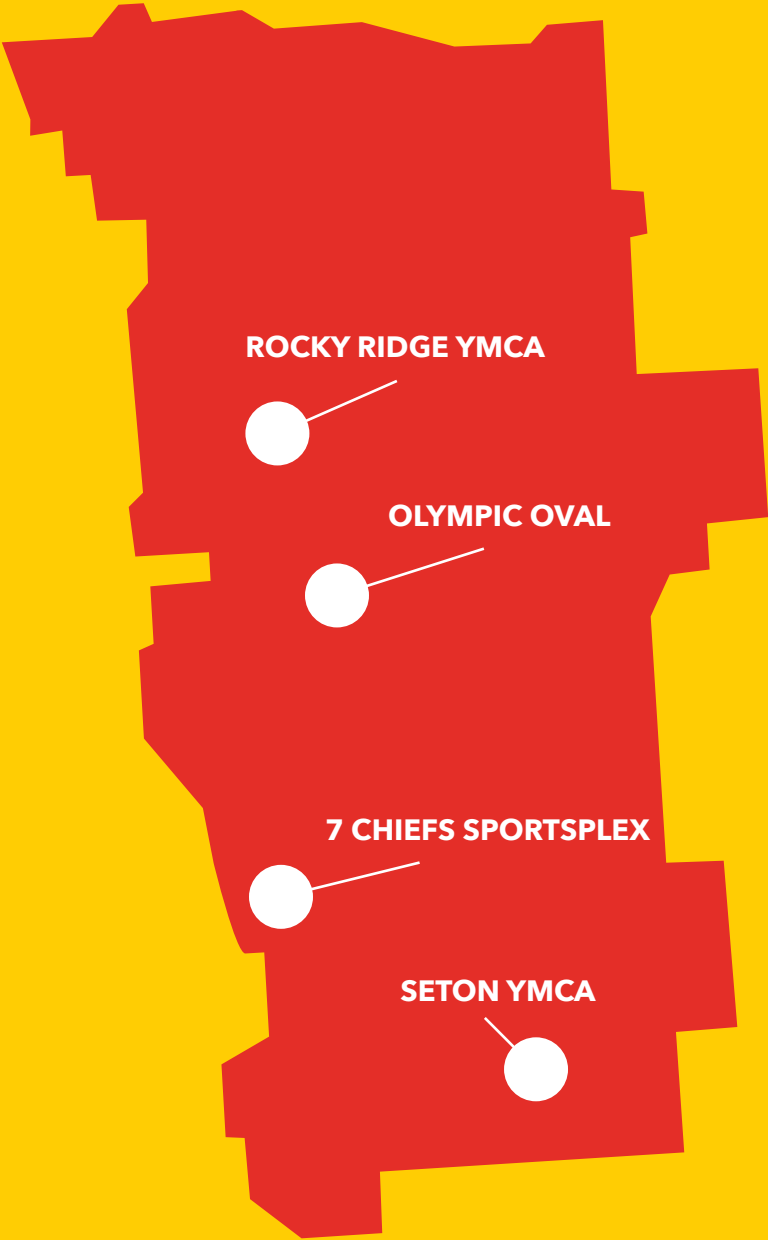 ROCKY RIDGE YMCA
OLYMPIC OVAL
7 CHIEFS SPORTSPLEX
SETON YMCA